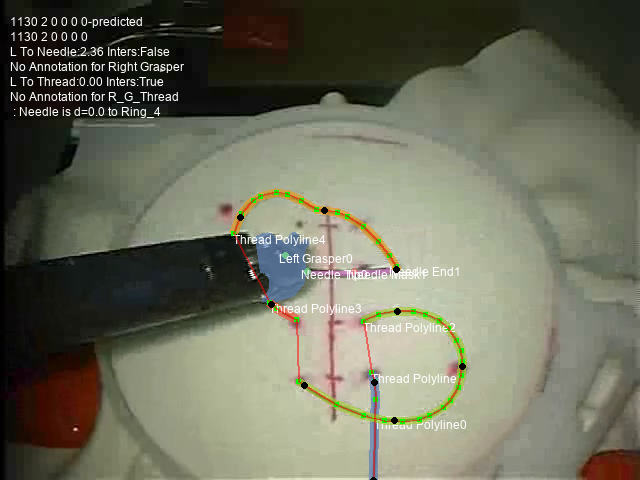 1130 2 0 0 0 0-predicted
1130 2 0 0 0 0
L To Needle:2.36 Inters:False
No Annotation for Right Grasper
L To Thread:0.00 Inters:True
No Annotation for R_G_Thread
: Needle is d=0.0 to Ring_4
Thread Polyline4
Left Grasper0
Needle End1
Thread Polyline3
Thread Polyline2
Thread Polyline
Thread Polyline0